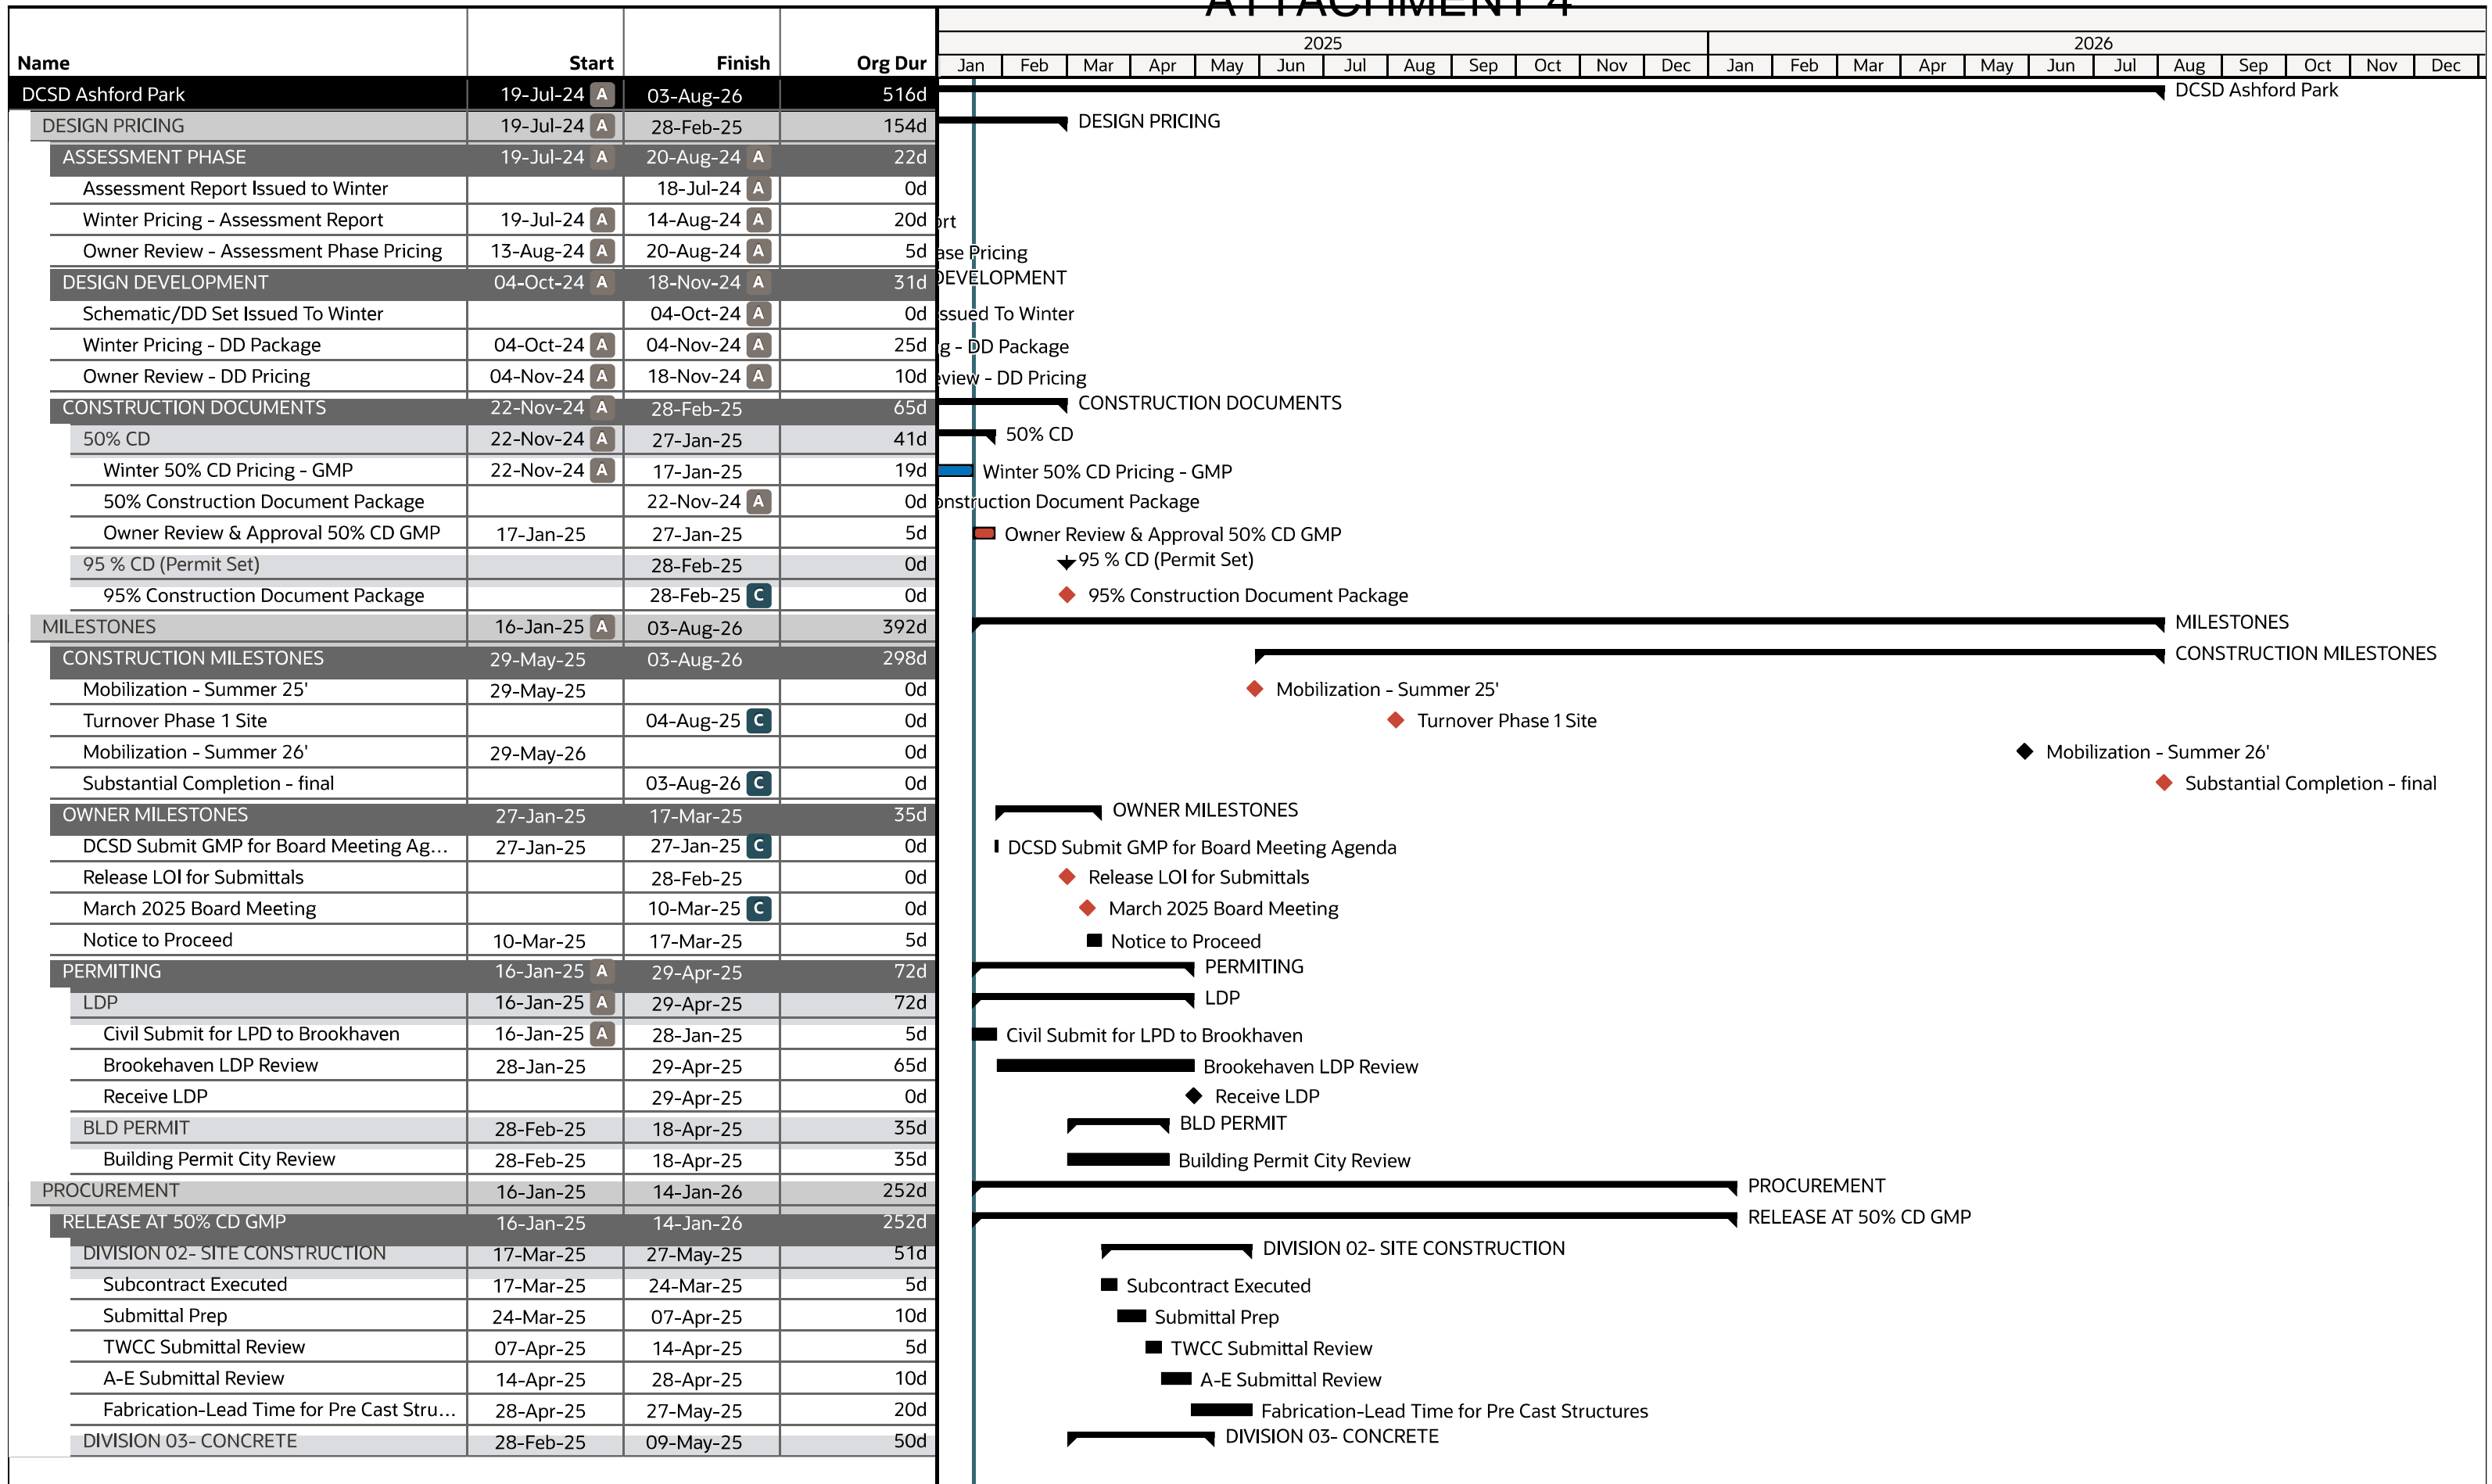 ATTACHMENT 4
2025 2026
Name Start Finish Org Dur Jan Feb Mar Apr May Jun Jul Aug Sep Oct Nov Dec Jan Feb Mar Apr May Jun Jul Aug Sep Oct Nov Dec
DCSD Ashford Park 19-Jul-24 A 03-Aug-26 516d DCSD Ashford Park
DESIGN PRICING 19-Jul-24 A 28-Feb-25 154d DESIGN PRICING
ASSESSMENT PHASE 19-Jul-24 A 20-Aug-24 A 22d
Assessment Report Issued to Winter 18-Jul-24 A 0d
Winter Pricing - Assessment Report 19-Jul-24 A 14-Aug-24 A 20d ort
Owner Review - Assessment Phase Pricing 13-Aug-24 A 20-Aug-24 A 5d ase Pricing
DESIGN DEVELOPMENT 04-Oct-24 A 18-Nov-24 A 31d DEVELOPMENT
Schematic/DD Set Issued To Winter 04-Oct-24 A 0d ssued To Winter
Winter Pricing - DD Package 04-Oct-24 A 04-Nov-24 A 25d g - DD Package
Owner Review - DD Pricing 04-Nov-24 A 18-Nov-24 A 10d eview - DD Pricing
CONSTRUCTION DOCUMENTS 22-Nov-24 A 28-Feb-25 65d CONSTRUCTION DOCUMENTS
50% CD 22-Nov-24 A 27-Jan-25 41d 50% CD
Winter 50% CD Pricing - GMP 22-Nov-24 A 17-Jan-25 19d Winter 50% CD Pricing - GMP
50% Construction Document Package 22-Nov-24 A 0d onstruction Document Package
Owner Review & Approval 50% CD GMP 17-Jan-25 27-Jan-25 5d Owner Review & Approval 50% CD GMP
95 % CD (Permit Set) 28-Feb-25 0d 95 % CD (Permit Set)
95% Construction Document Package 28-Feb-25 C 0d 95% Construction Document Package
MILESTONES 16-Jan-25 A 03-Aug-26 392d MILESTONES
CONSTRUCTION MILESTONES 29-May-25 03-Aug-26 298d CONSTRUCTION MILESTONES
Mobilization - Summer 25' 29-May-25 0d Mobilization - Summer 25'
Turnover Phase 1 Site 04-Aug-25 C 0d Turnover Phase 1 Site
Mobilization - Summer 26' 29-May-26 0d Mobilization - Summer 26'
Substantial Completion - final 03-Aug-26 C 0d Substantial Completion - final
OWNER MILESTONES 27-Jan-25 17-Mar-25 35d OWNER MILESTONES
DCSD Submit GMP for Board Meeting Ag... 27-Jan-25 27-Jan-25 C 0d DCSD Submit GMP for Board Meeting Agenda
Release LOI for Submittals 28-Feb-25 0d Release LOI for Submittals
March 2025 Board Meeting 10-Mar-25 C 0d March 2025 Board Meeting
Notice to Proceed 10-Mar-25 17-Mar-25 5d Notice to Proceed
PERMITING 16-Jan-25 A 29-Apr-25 72d PERMITING
LDP 16-Jan-25 A 29-Apr-25 72d LDP
Civil Submit for LPD to Brookhaven 16-Jan-25 A 28-Jan-25 5d Civil Submit for LPD to Brookhaven
Brookehaven LDP Review 28-Jan-25 29-Apr-25 65d Brookehaven LDP Review
Receive LDP 29-Apr-25 0d Receive LDP
BLD PERMIT 28-Feb-25 18-Apr-25 35d BLD PERMIT
Building Permit City Review 28-Feb-25 18-Apr-25 35d Building Permit City Review
PROCUREMENT 16-Jan-25 14-Jan-26 252d PROCUREMENT
RELEASE AT 50% CD GMP 16-Jan-25 14-Jan-26 252d RELEASE AT 50% CD GMP
DIVISION 02- SITE CONSTRUCTION 17-Mar-25 27-May-25 51d DIVISION 02- SITE CONSTRUCTION
Subcontract Executed 17-Mar-25 24-Mar-25 5d Subcontract Executed
Submittal Prep 24-Mar-25 07-Apr-25 10d Submittal Prep
TWCC Submittal Review 07-Apr-25 14-Apr-25 5d TWCC Submittal Review
A-E Submittal Review 14-Apr-25 28-Apr-25 10d A-E Submittal Review
Fabrication-Lead Time for Pre Cast Stru... 28-Apr-25 27-May-25 20d Fabrication-Lead Time for Pre Cast Structures
DIVISION 03- CONCRETE 28-Feb-25 09-May-25 50d DIVISION 03- CONCRETE